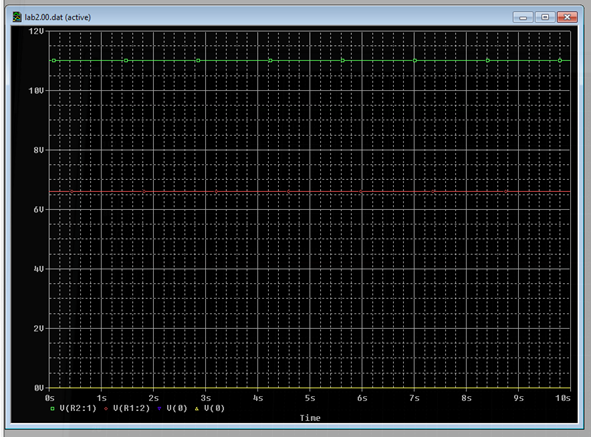 lab2.00.dat (active)
12V
10V
8V
6V
4V
2V
0V
0s 1s 2s 3s 4s 5s 6s 7s 8s 9s 10s
V(R2:1) V(R1:2) V(0) V(0)
Time